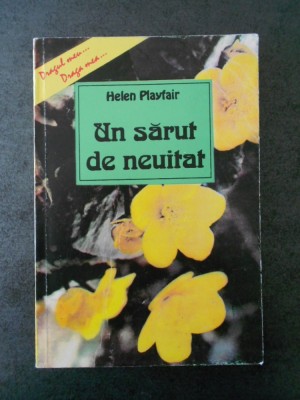 Dragul meu...
Draga mea...
Helen Playfair
Un sărut
de neuitat